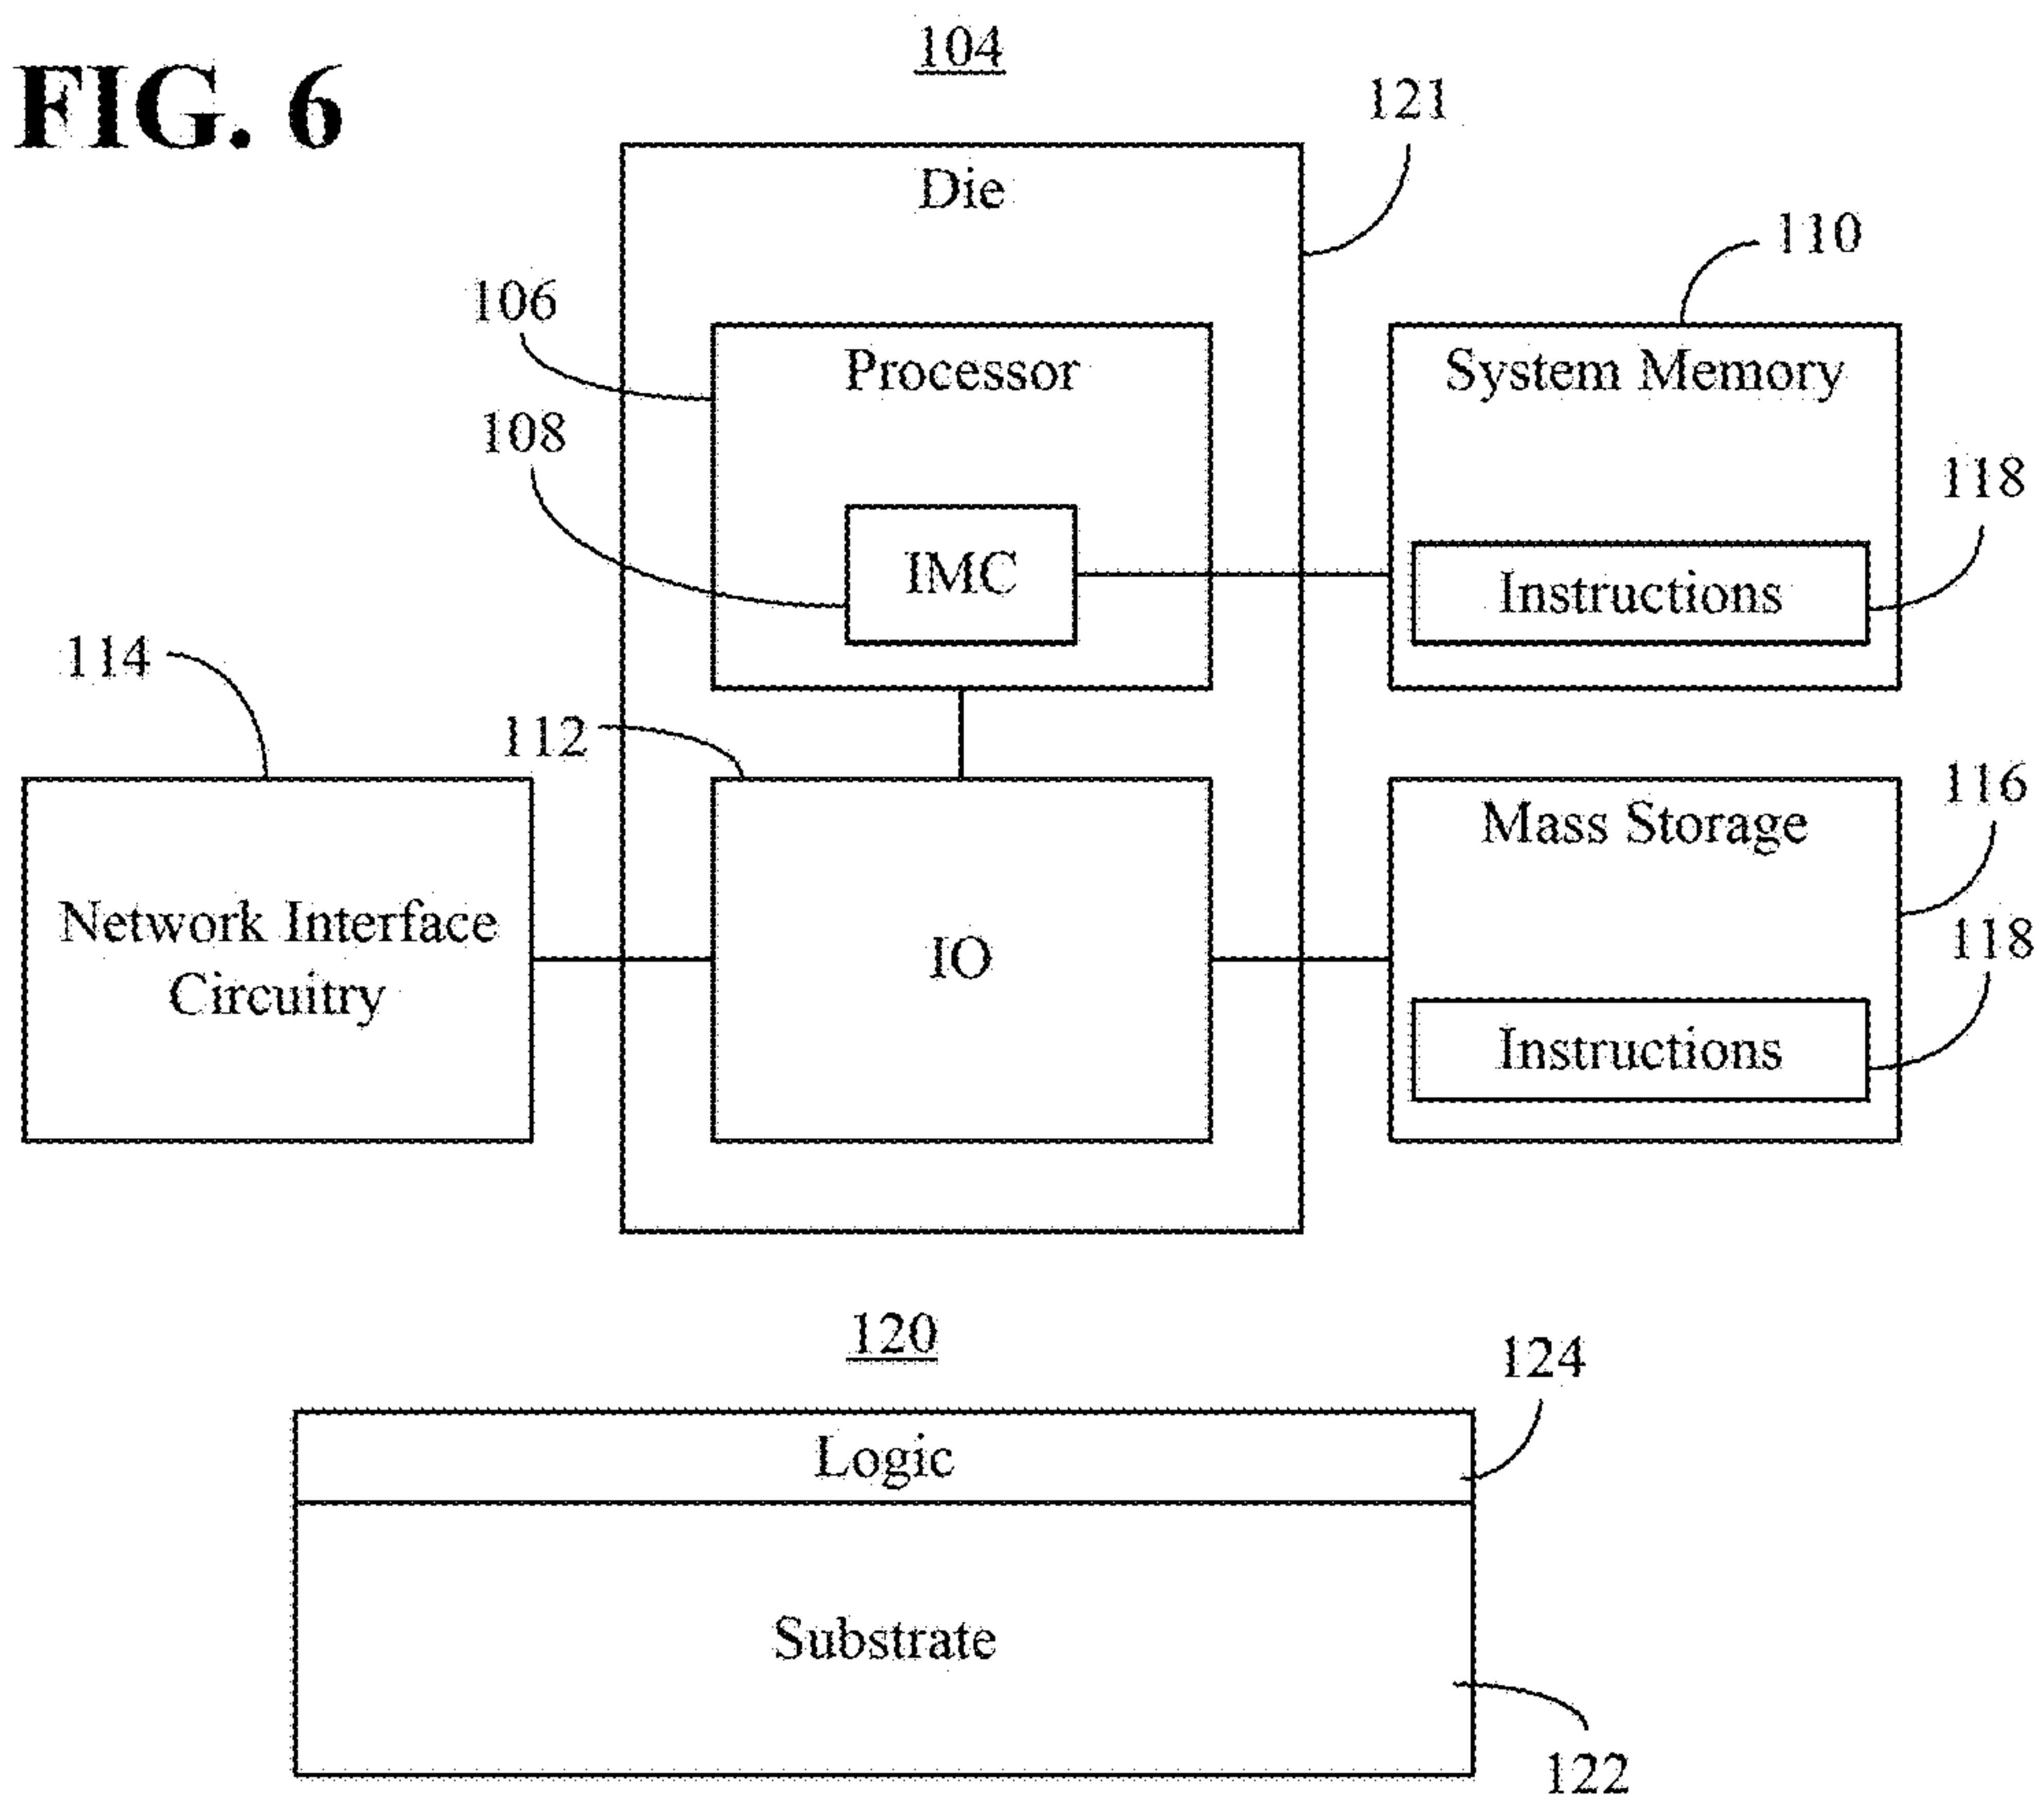 FIG. 6
104
121
Die
110
106
Processor
System Memory
108
118
IMC
Instructions
114
112
116
Mass Storage
Network Interface
Circuitry
IO
118
Instructions
120
124
Logic
Substrate
122